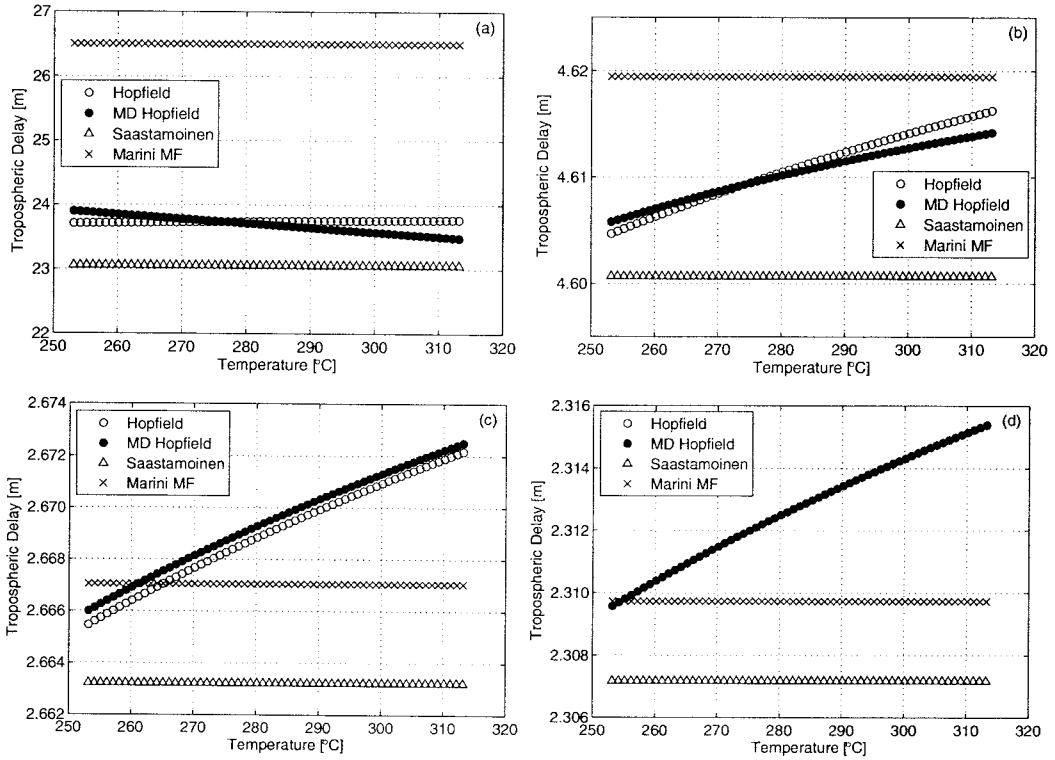 (a)
27
26
25
24
23
22
Tropospheric Delay [m]
Hopfield
MD Hopfield
Saastamoinen
Marini MF
250 260 270 280 290 300 310 320
Temperature [°C]
(b)
4.62
4.61
4.60
Tropospheric Delay [m]
Hopfield
MD Hopfield
Saastamoinen
Marini MF
250 260 270 280 290 300 310 320
Temperature [°C]
(c)
2.674
2.672
2.670
2.668
2.666
2.664
2.662
Tropospheric Delay [m]
Hopfield
MD Hopfield
Saastamoinen
Marini MF
250 260 270 280 290 300 310 320
Temperature [°C]
(d)
2.316
2.314
2.312
2.310
2.308
2.306
Tropospheric Delay [m]
Hopfield
MD Hopfield
Saastamoinen
Marini MF
250 260 270 280 290 300 310 320
Temperature [°C]